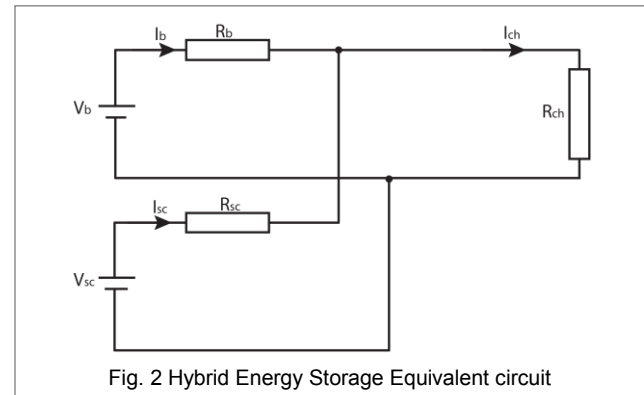 Ib
Rb
Ich
Vb
Rch
Isc
Rsc
Vsc
Fig. 2 Hybrid Energy Storage Equivalent circuit